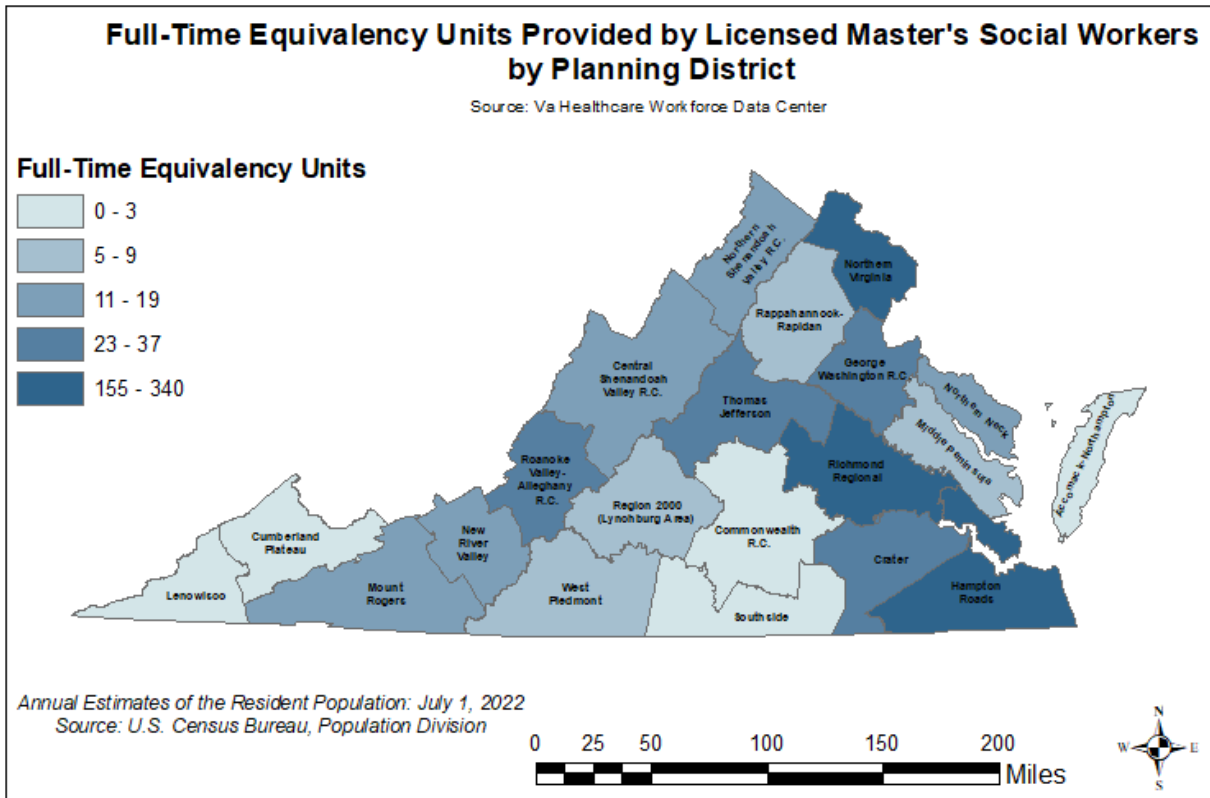 Full-Time Equivalency Units Provided by Licensed Master's Social Workers
by Planning District
Source: Va Healthcare Workforce Data Center
Full-Time Equivalency Units
0 - 3
5 - 9
11 - 19
23 - 37
155 - 340
Northern
Shenandoah
Valley R.C.
Northern
Virginia
Rappahannock-
Rapidan
Central
Shenandoah
Valley R.C.
George
Washington R.C.
Northern Neck
Thomas
Jefferson
Middle Peninsula
Accomack-Northampton
Roanoke
Valley-
Alleghany
R.C.
Richmond
Regional
Region 2000
(Lynchburg Area)
Commonwealth
R.C.
Cumberland
Plateau
New
River
Valley
Crater
Lenowisco
Mount
Rogers
West
Piedmont
Southside
Hampton
Roads
Annual Estimates of the Resident Population: July 1, 2022
Source: U.S. Census Bureau, Population Division
0 25 50 100 150 200
Miles
N
W E
S